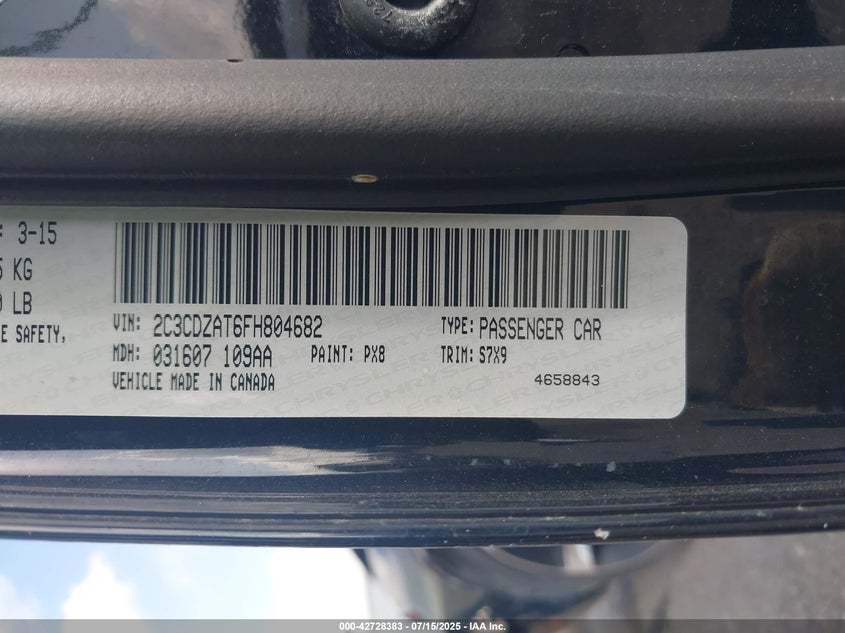 : 3-15
KG
LB
E SAFETY,
VIN: 2C3CDZAT6FH804682 TYPE: PASSENGER CAR
MDH: 031607 109AA PAINT: PX8 TRIM: S7X9
VEHICLE MADE IN CANADA 4658843
000-42728383 - 07/15/2025 - IAA Inc.